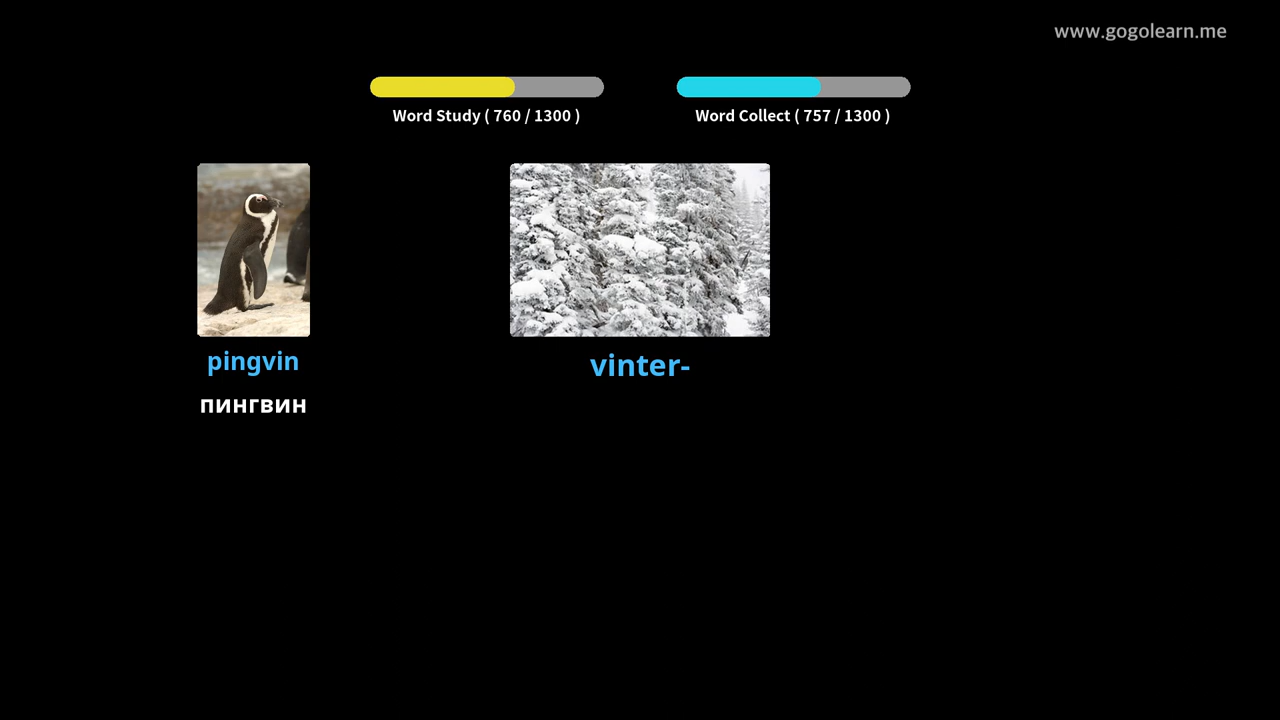 www.gogolearn.me
Word Study ( 760 / 1300 )
Word Collect ( 757 / 1300 )
pingvin
vinter-
пингвин